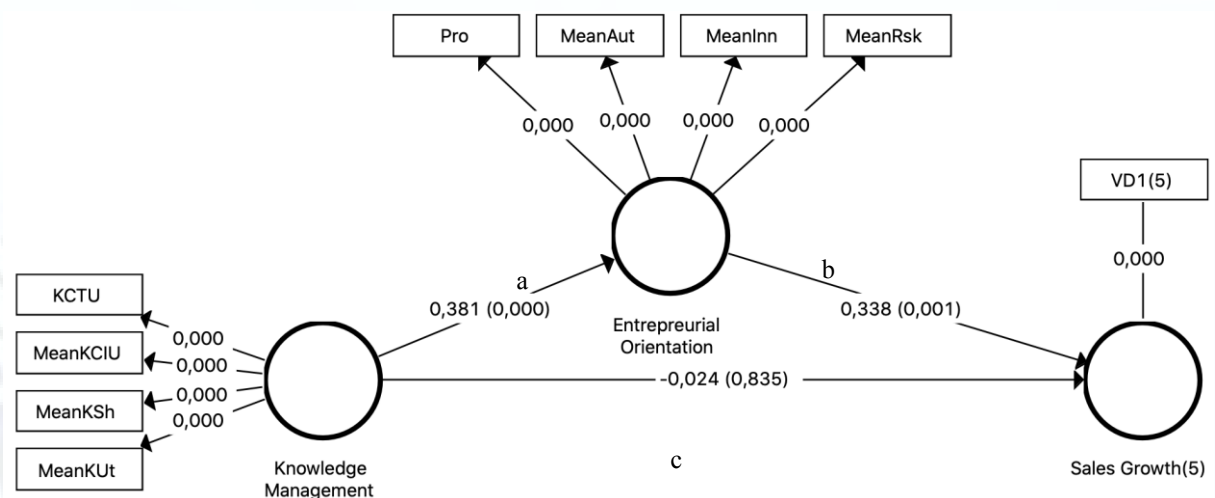 Pro
MeanAut
MeanInn
MeanRsk
0,000
0,000
0,000
0,000
VD1(5)
0,000
a
b
0,381 (0,000)
0,338 (0,001)
Entrepreurial
Orientation
KCTU
MeanKCIU
MeanKSh
MeanKUt
0,000
0,000
0,000
0,000
-0,024 (0,835)
Knowledge
Management
c
Sales Growth(5)